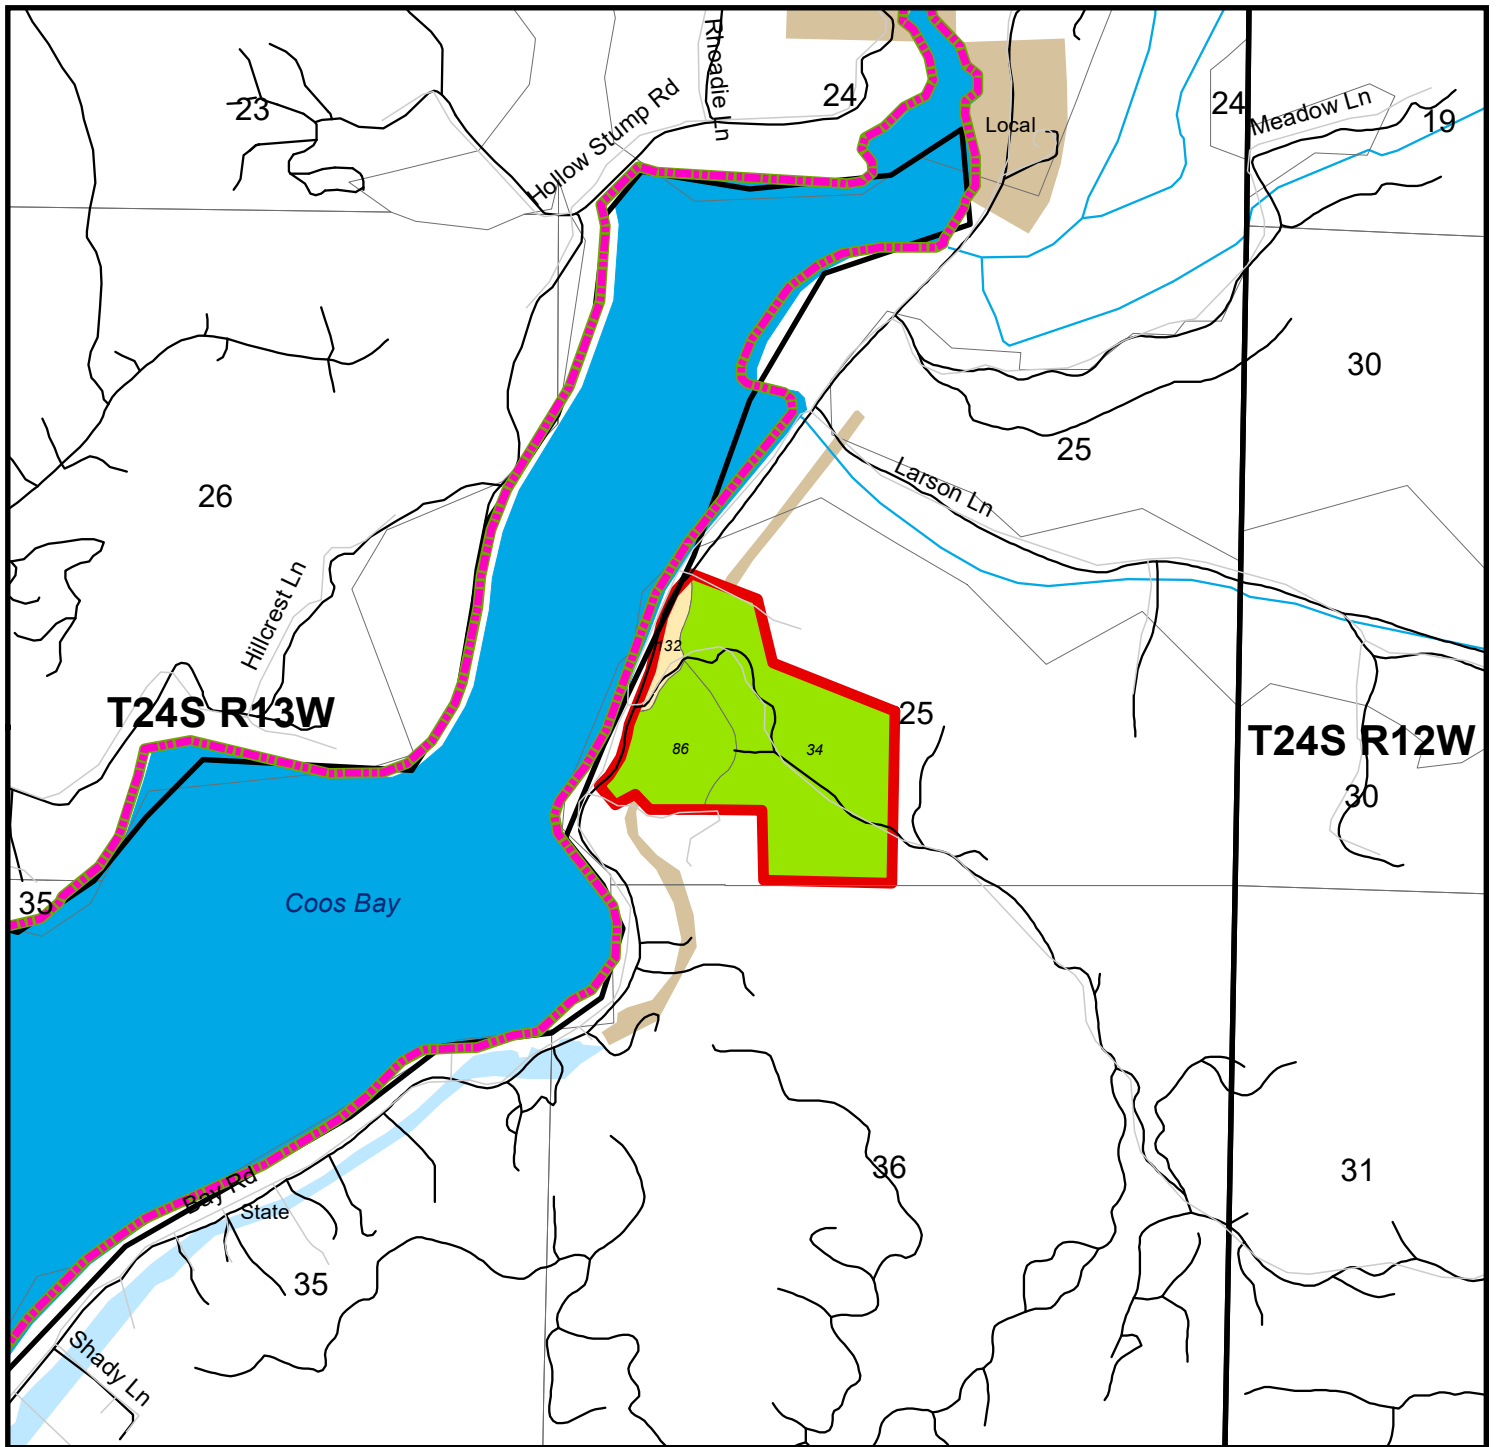 Rhoadie Ln
24
24
23
Hollow Stump Rd
Local
Meadow Ln
19
30
25
26
Larson Ln
Hillcrest Ln
132
T24S R13W
25
T24S R12W
86
34
30
35
Coos Bay
36
31
Bay Rd
State
35
Shady Ln